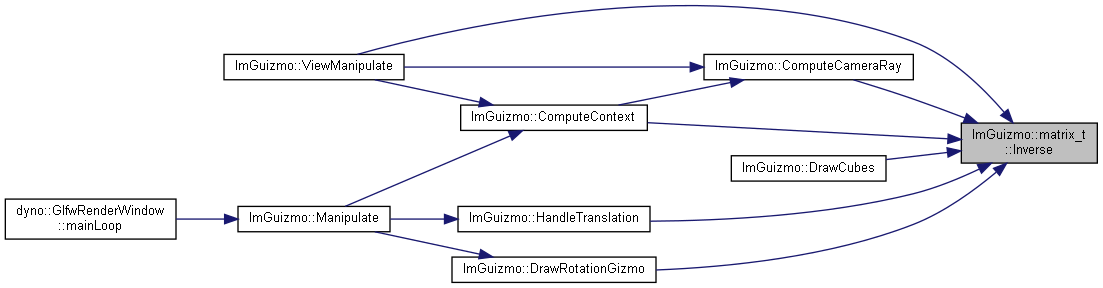 ImGuizmo::ViewManipulate
ImGuizmo::ComputeCameraRay
ImGuizmo::ComputeContext
ImGuizmo::matrix_t
::Inverse
ImGuizmo::DrawCubes
dyno::GlfwRenderWindow
::mainLoop
ImGuizmo::Manipulate
ImGuizmo::HandleTranslation
ImGuizmo::DrawRotationGizmo